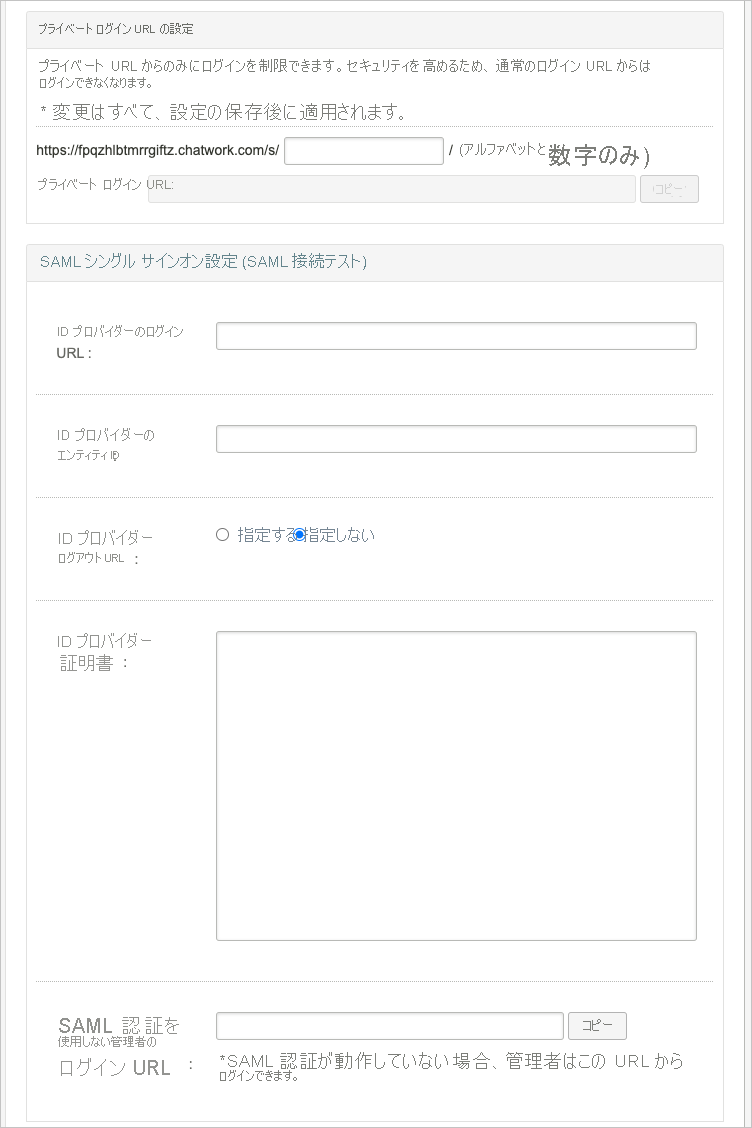 プライベート ログイン URL の設定
プライベート URL からのみにログインを制限できます。セキュリティを高めるため、通常のログイン URL からは
ログインできなくなります。
* 変更はすべて、設定の保存後に適用されます。
https://fpqzhlbtmrrgiftz.chatwork.com/s/ / (アルファベットと数字のみ)
プライベート ログイン URL: コピー
SAML シングル サインオン設定 (SAML 接続テスト)
ID プロバイダーのログイン
URL :
ID プロバイダーの
エンティティ ID:
ID プロバイダー
ログアウト URL :
指定する 指定しない
ID プロバイダー
証明書 :
SAML 認証を
使用しない管理者の
ログイン URL :
コピー
*SAML 認証が動作していない場合、管理者はこの URL から
ログインできます。